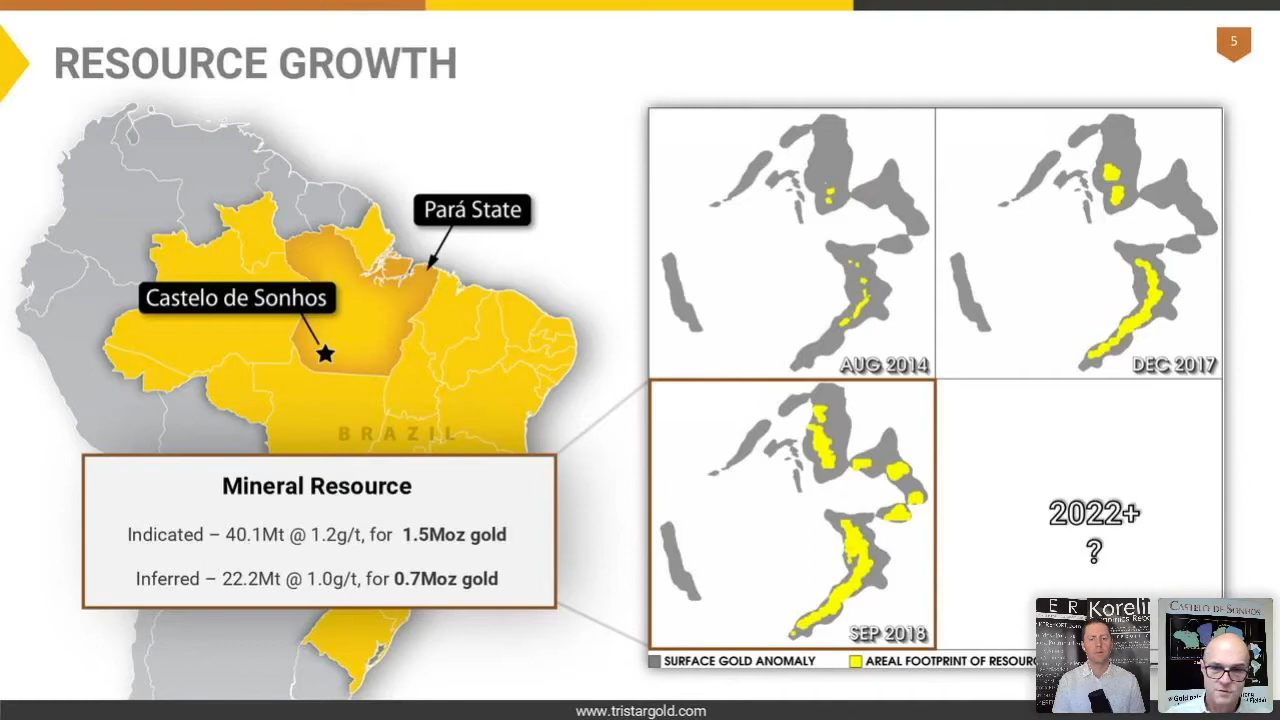 RESOURCE GROWTH
5
Pará State
Castelo de Sonhos
BRAZIL
Mineral Resource
Indicated – 40.1Mt @ 1.2g/t, for 1.5Moz gold
Inferred – 22.2Mt @ 1.0g/t, for 0.7Moz gold
AUG 2014
DEC 2017
SEP 2018
2022+
?
SURFACE GOLD ANOMALY
AREAL FOOTPRINT OF RESOUR
E R Koreli
CASTELO DE SONHOS
www.tristargold.com